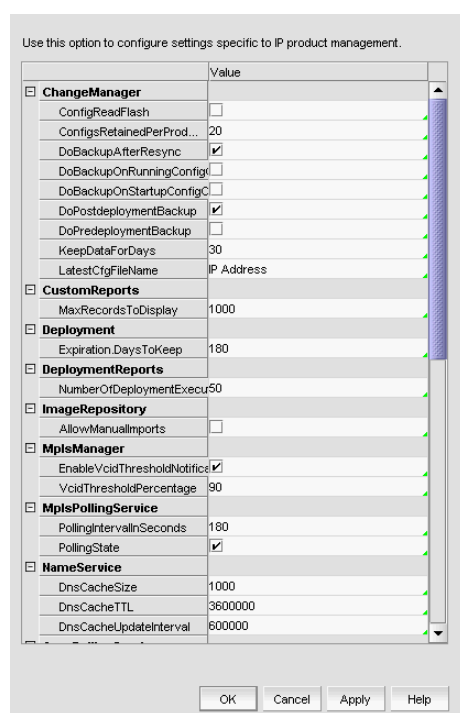 Use this option to configure settings specific to IP product management.
Value
ChangeManager
ConfigReadFlash
ConfigsRetainedPerProd... 20
DoBackupAfterResync
DoBackupOnRunningConfigC
DoBackupOnStartupConfigC
DoPostdeploymentBackup
DoPredeploymentBackup
KeepDataForDays 30
LatestCfgFileName IP Address
CustomReports
MaxRecordsToDisplay 1000
Deployment
Expiration.DaysToKeep 180
DeploymentReports
NumberOfDeploymentExecu 50
ImageRepository
AllowManualImports
MplsManager
EnableVcidThresholdNotifica
VcidThresholdPercentage 90
MplsPollingService
PollingIntervalInSeconds 180
PollingState
NameService
DnsCacheSize 1000
DnsCacheTTL 3600000
DnsCacheUpdateInterval 600000
OK Cancel Apply Help